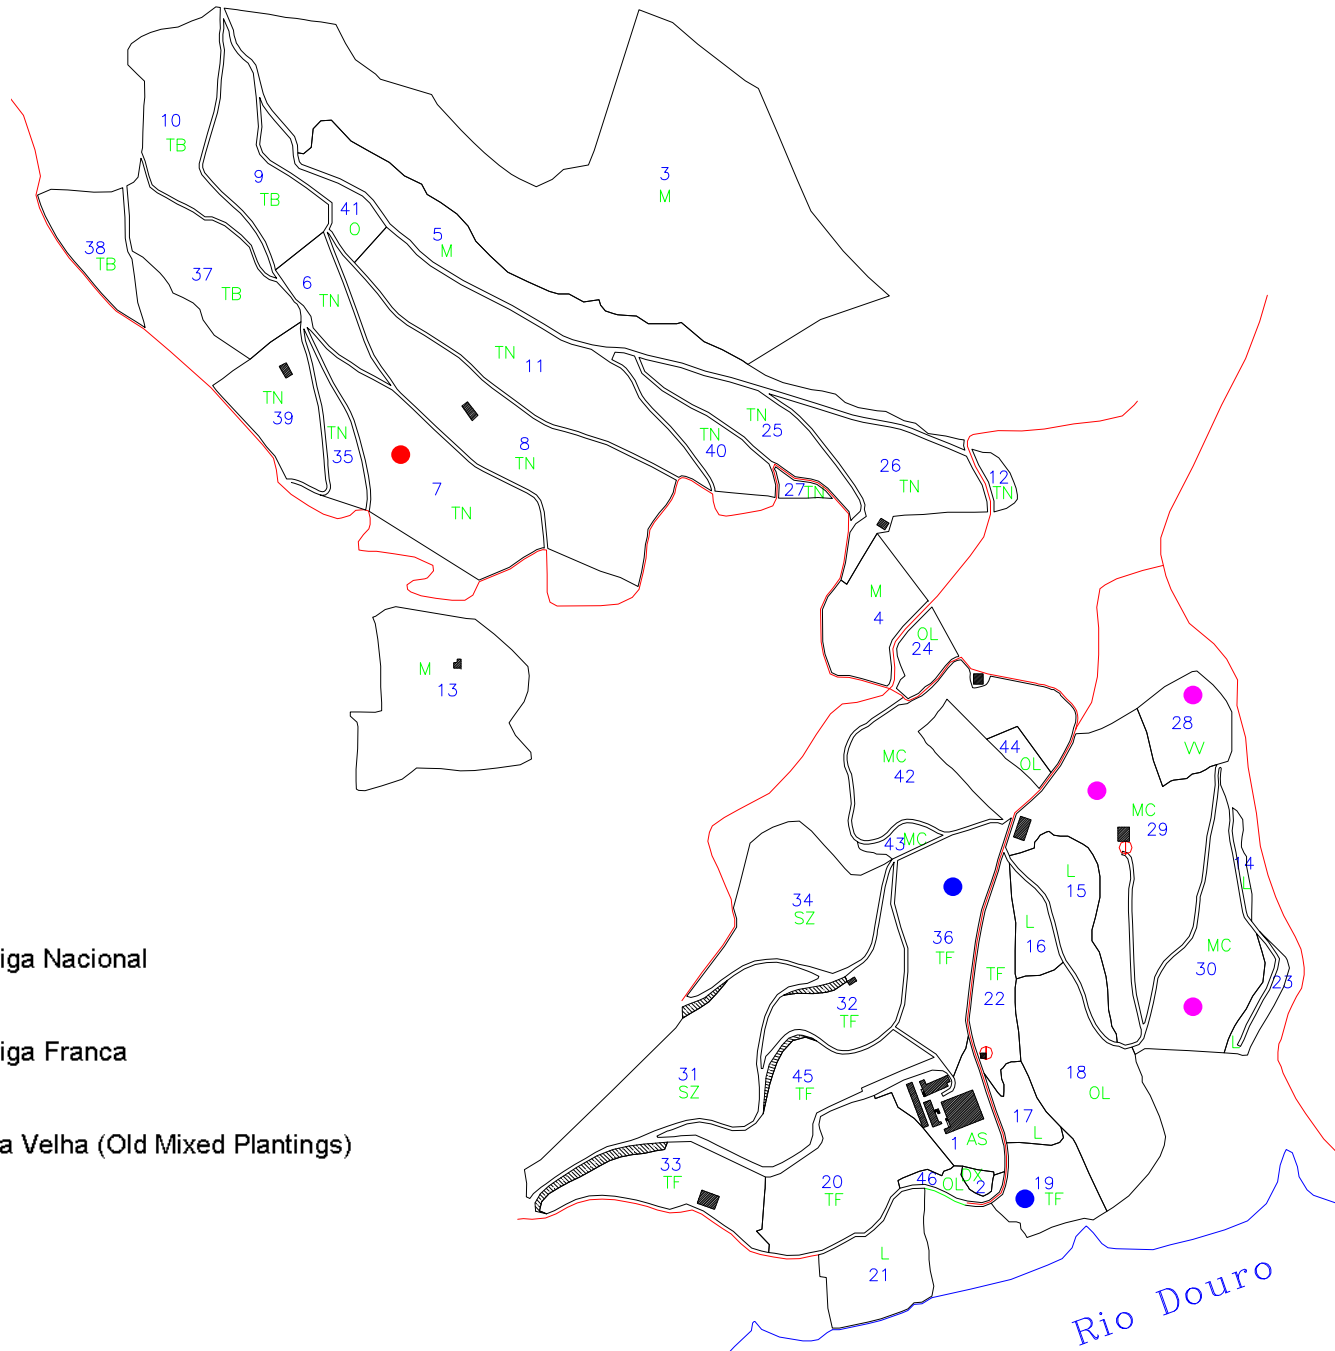 10
TB
9
TB
41
O
3
M
5
M
38
TB
37
TB
6
TN
TN
11
TN
39
TN
35
7
TN
8
TN
TN
40
TN
25
27
TN
26
TN
12
TN
M
4
OL
24
M
13
28
VV
MC
42
44
OL
MC
29
43
MC
L
15
14
L
34
SZ
36
TF
L
16
MC
30
23
L
TF
22
32
TF
31
SZ
45
TF
18
OL
17
L
1
AS
33
TF
20
TF
46
OL
OX
2
19
TF
L
21
iga Nacional
iga Franca
a Velha (Old Mixed Plantings)
Rio Douro